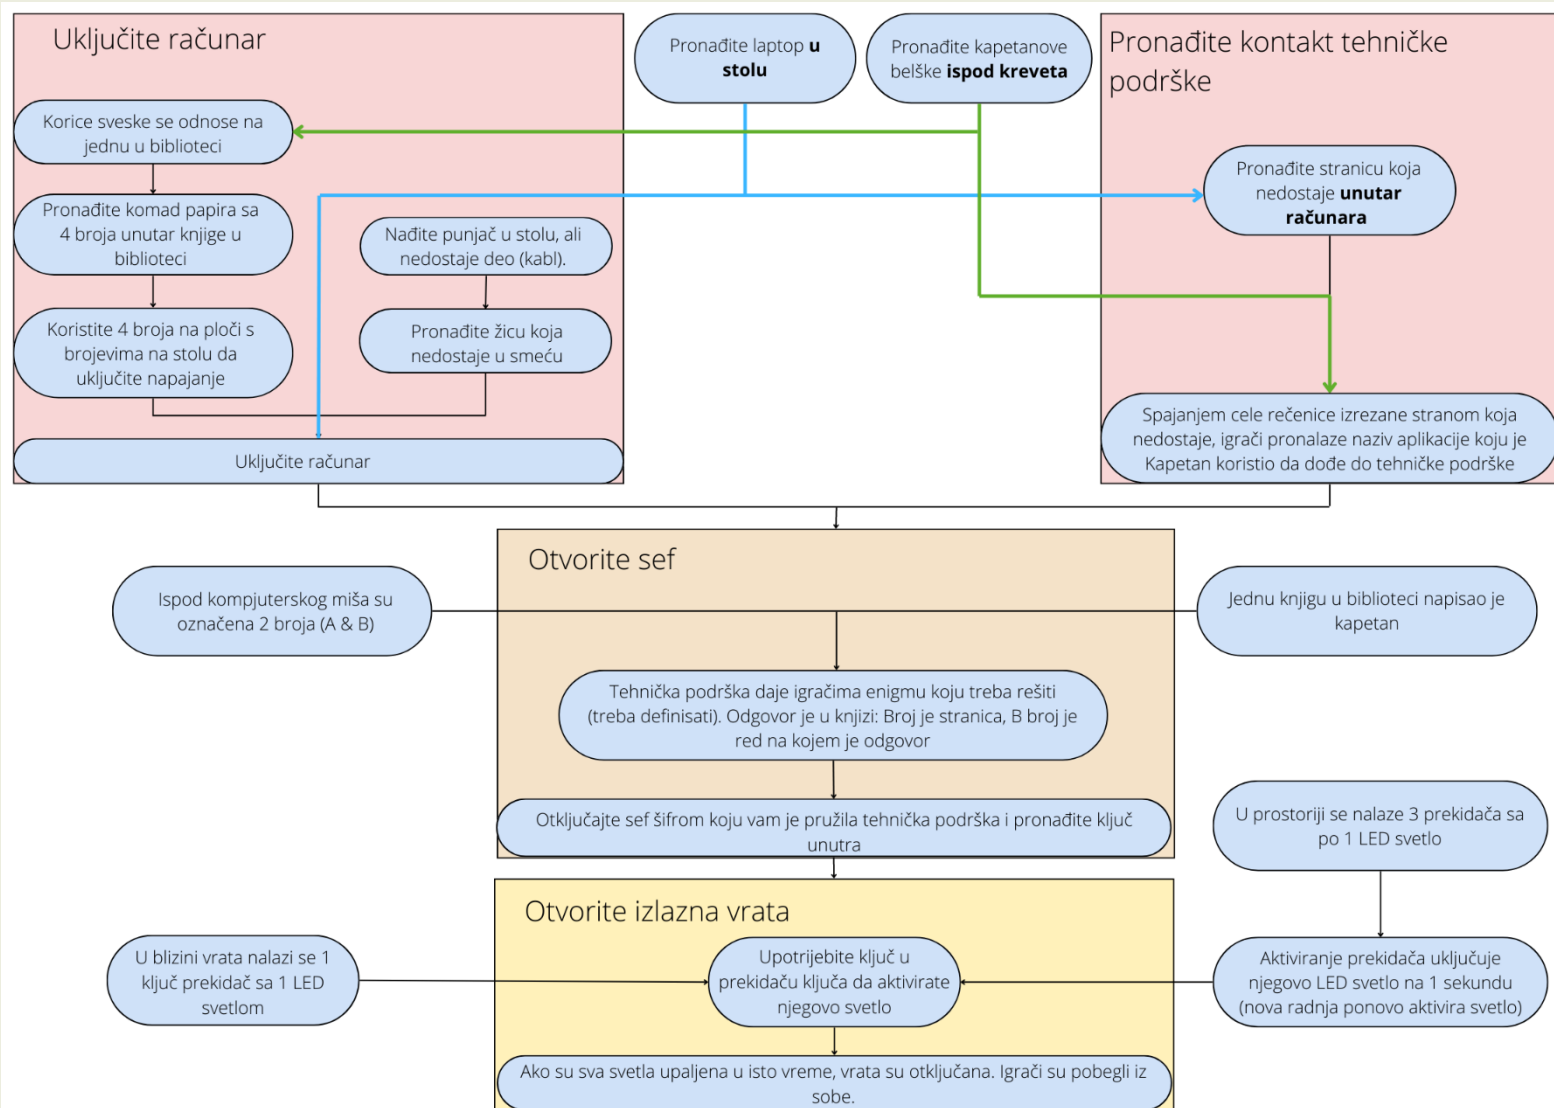 Uključite računar
Pronađite laptop u
stolu
Pronađite kapetanove
belške ispod kreveta
Pronađite kontakt tehničke
podrške
Korice sveske se odnose na
jednu u biblioteci
Pronađite stranicu koja
nedostaje unutar
računara
Pronađite komad papira sa
4 broja unutar knjige u
biblioteci
Nađite punjač u stolu, ali
nedostaje deo (kabl).
Koristite 4 broja na ploči s
brojevima na stolu da
uključite napajanje
Pronađite žicu koja
nedostaje u smeću
Uključite računar
Spajanjem cele rečenice izrezane stranom koja
nedostaje, igrači pronalaze naziv aplikacije koju je
Kapetan koristio da dođe do tehničke podrške
Otvorite sef
Ispod kompjuterskog miša su
označena 2 broja (A & B)
Jednu knjigu u biblioteci napisao je
kapetan
Tehnička podrška daje igračima enigmu koju treba rešiti
(treba definisati). Odgovor je u knjizi: Broj je stranica, B broj je
red na kojem je odgovor
Otključajte sef šifrom koju vam je pružila tehnička podrška i pronađite ključ
unutra
U prostoriji se nalaze 3 prekidača sa
po 1 LED svetlo
Otvorite izlazna vrata
U blizini vrata nalazi se 1
ključ prekidač sa 1 LED
svetlom
Upotrijebite ključ u
prekidaču ključa da aktivirate
njegovo svetlo
Aktiviranje prekidača uključuje
njegovo LED svetlo na 1 sekundu
(nova radnja ponovo aktivira svetlo)
Ako su sva svetla upaljena u isto vreme, vrata su otključana. Igrači su pobegli iz
sobe.